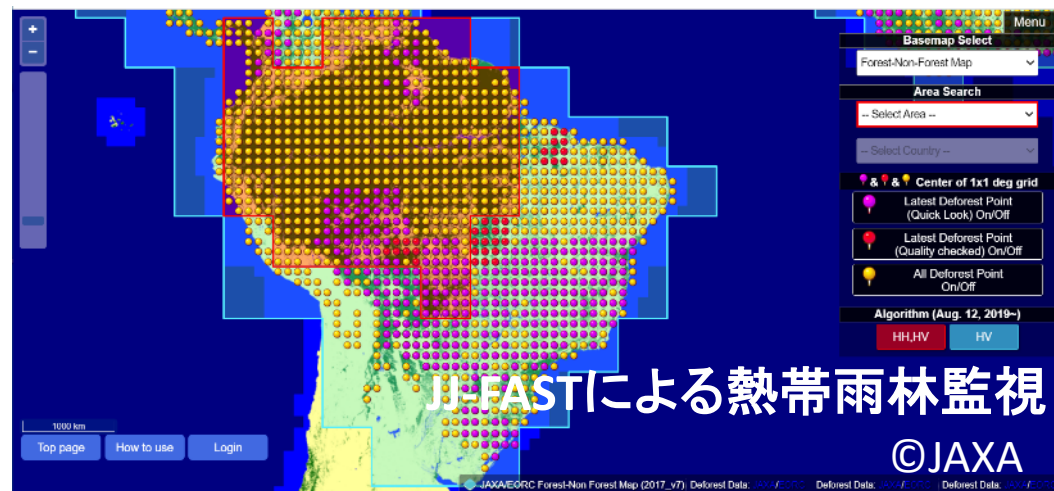 +
Menu
−
Basemap Select
Forest-Non-Forest Map
Area Search
-- Select Area --
-- Select Country --
& & Center of 1x1 deg grid
Latest Deforest Point
(Quick Look) On/Off
Latest Deforest Point
(Quality checked) On/Off
All Deforest Point
On/Off
Algorithm (Aug. 12, 2019~)
HH,HV
HV
JJ-FASTによる熱帯雨林監視
1000 km
Top page
How to use
Login
©JAXA
JAXA/EORC Forest-Non Forest Map (2017_v7) Deforest Data: / Deforest Data: / Deforest Data: /